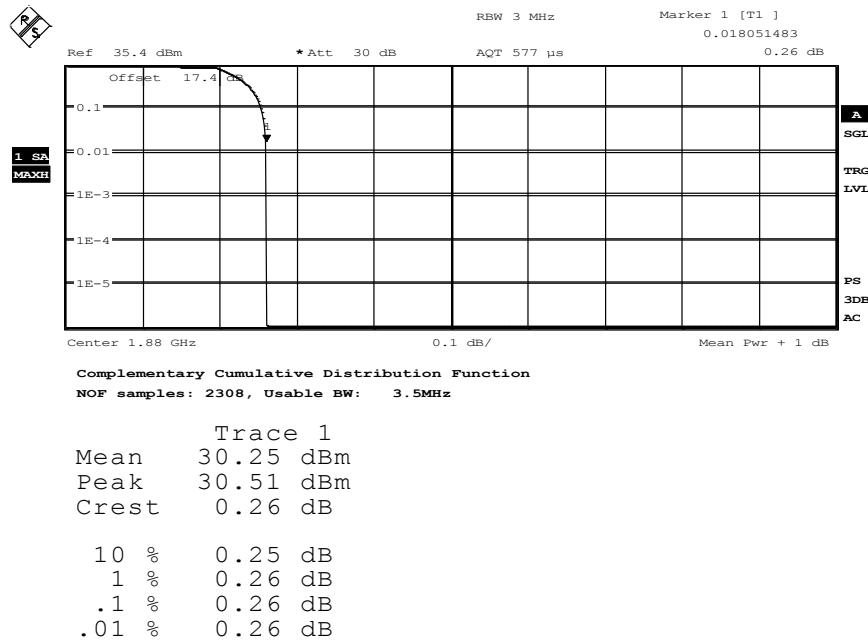 R S
RBW 3 MHz Marker 1 [T1 ]
0.018051483
Ref 35.4 dBm *Att 30 dB AQT 577 µs 0.26 dB
Offset 17.4 dB
0.1
1
A
SGL
0.01
1 SA
MAXH
TRG
LVL
1E-3
1E-4
1E-5
PS
3DB
AC
Center 1.88 GHz 0.1 dB/ Mean Pwr + 1 dB
Complementary Cumulative Distribution Function
NOF samples: 2308, Usable BW: 3.5MHz
Trace 1
Mean 30.25 dBm
Peak 30.51 dBm
Crest 0.26 dB
10 % 0.25 dB
1 % 0.26 dB
.1 % 0.26 dB
.01 % 0.26 dB